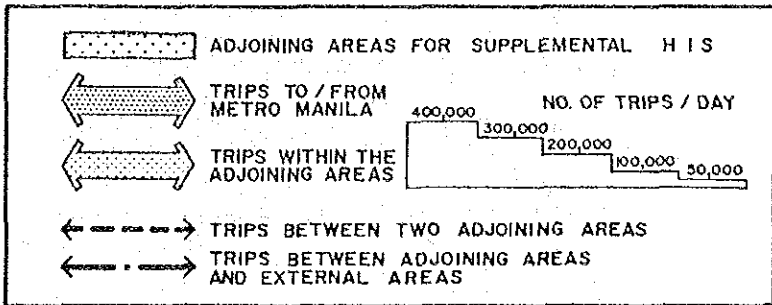 ADJOINING AREAS FOR SUPPLEMENTAL H I S
TRIPS TO / FROM
METRO MANILA
NO. OF TRIPS / DAY
400,000
300,000
200,000
100,000
50,000
TRIPS WITHIN THE
ADJOINING AREAS
TRIPS BETWEEN TWO ADJOINING AREAS
TRIPS BETWEEN ADJOINING AREAS
AND EXTERNAL AREAS